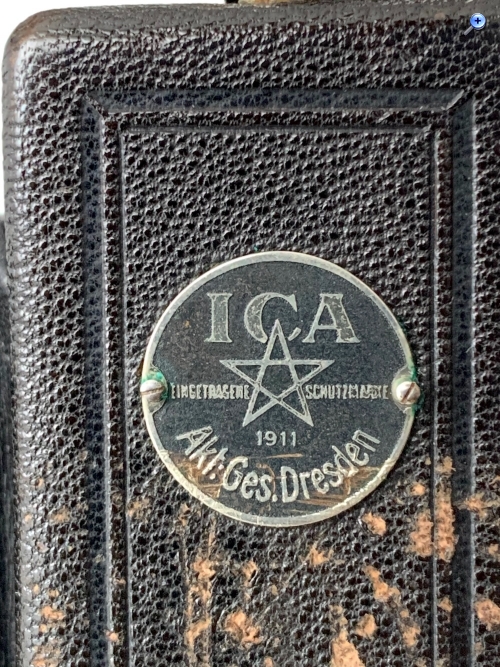 ICA
EINGETRAGENE SCHUTZMARKE
1911
Akt:Ges.Dresden